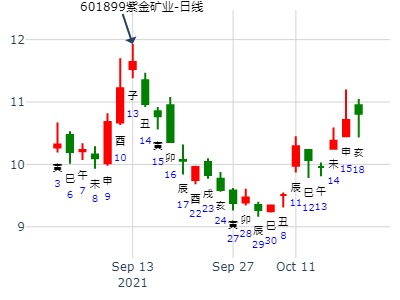 601899紫金矿业-日线
12
11
10
9
寅
3
巳
6
午
7
未
8
申
9
酉
10
子
13
丑
14
寅
15
卯
16
辰
17
酉
22
戌
23
亥
24
寅
27
卯
28
辰
29
巳
30
丑
8
辰
11
巳
12
午
13
未
14
申
15
亥
18
Sep 13
2021
Sep 27
Oct 11